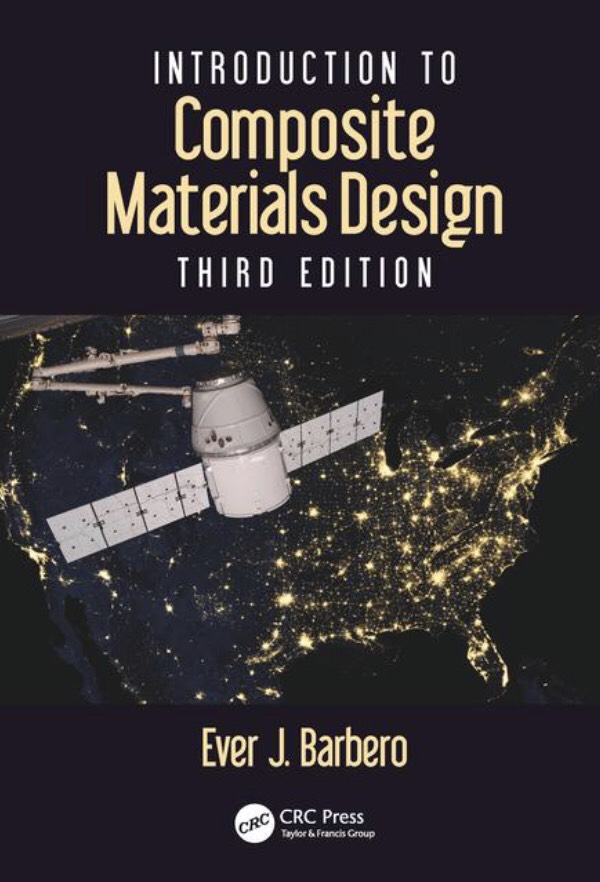 INTRODUCTION TO
Composite
Materials Design
THIRD EDITION
Ever J. Barbero
CRC
CRC Press
Taylor & Francis Group